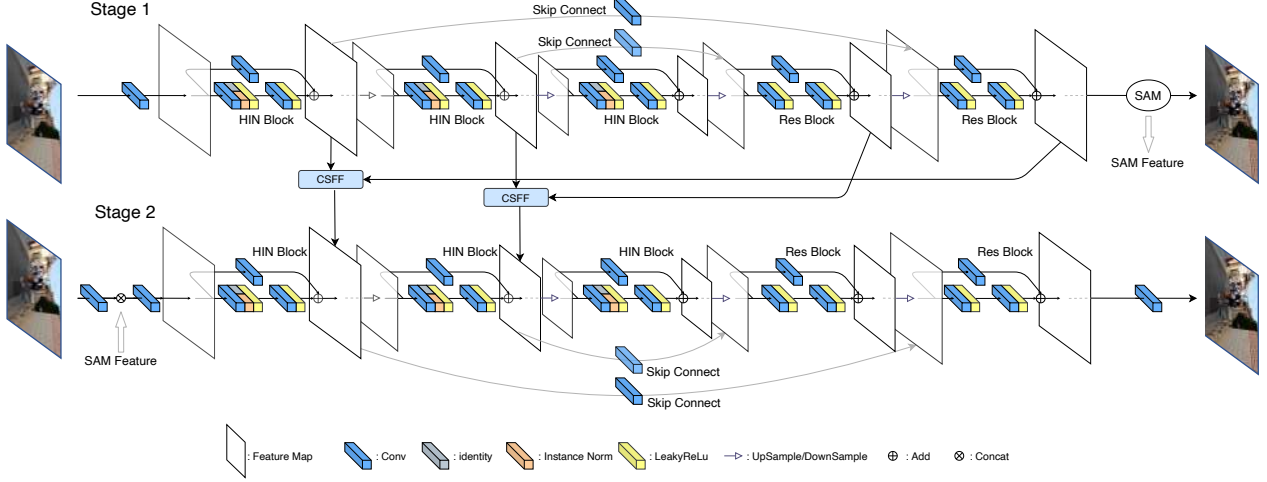 Stage 1
Skip Connect
Skip Connect
HIN Block
HIN Block
HIN Block
Res Block
Res Block
SAM
SAM Feature
CSFF
CSFF
Stage 2
HIN Block
HIN Block
HIN Block
Res Block
Res Block
SAM Feature
Skip Connect
Skip Connect
: Feature Map
: Conv
: identity
: Instance Norm
: LeakyReLu
: UpSample/DownSample
: Add
: Concat